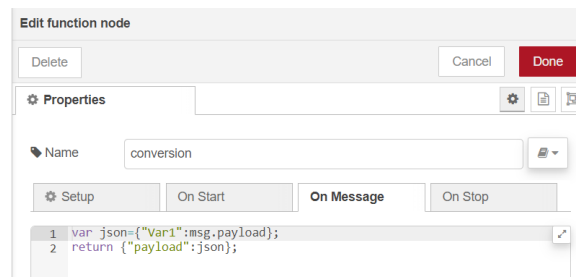 Edit function node
Delete Cancel Done
Properties
Name conversion
Setup On Start On Message On Stop
1 var json={"Var1":msg.payload};
2 return {"payload":json};